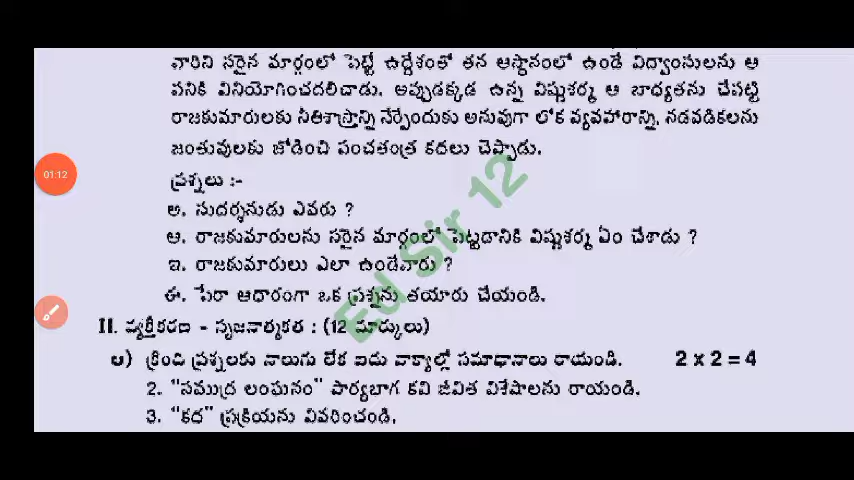 వారిని సరైన మార్గంలో పెట్టే ఉద్దేశంతో తన ఆస్థానంలో ఉండే విద్వాంసులను ఆ
పనికి వినియోగించదలిచాడు. అప్పుడక్కడ ఉన్న విష్ణుశర్మ ఆ బాధ్యతను చేపట్టి
రాజకుమారులకు నీతిశాస్త్రాన్ని నేర్పేందుకు అనువుగా లోక వ్యవహారాన్ని, నడవడికలను
జంతువులకు జోడించి పంచతంత్ర కదలు చెప్పాడు.
ప్రశ్నలు :-
01:12
అ. సుదర్శనుడు ఎవరు ?
ఆ. రాజకుమారులను సరైన మార్గంలో పెట్టడానికి విష్ణుశర్మ ఏం చేశాడు ?
ఇ. రాజకుమారులు ఎలా ఉండేవారు ?
ఈ. పేరా ఆధారంగా ఒక ప్రశ్నను తయారు చేయండి.
Ed Sir 12
II. వ్యక్తీకరణ - సృజనాత్మకత : (12 మార్కులు)
అ) క్రింది ప్రశ్నలకు నాలుగు లేక ఐదు వాక్యాల్లో సమాధానాలు రాయండి. 2 x 2 = 4
2. "సముద్ర లంఘనం" పాఠ్యభాగ కవి జీవిత విశేషాలను రాయండి.
3. "కథ" ప్రక్రియను వివరించండి.